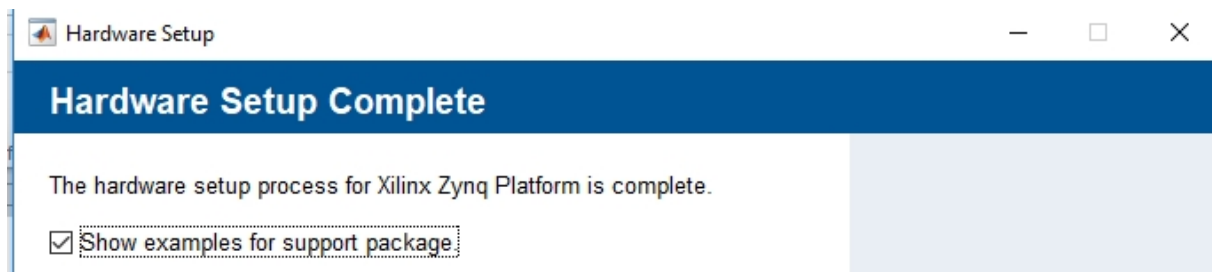 Hardware Setup
Hardware Setup Complete
The hardware setup process for Xilinx Zynq Platform is complete.
Show examples for support package.